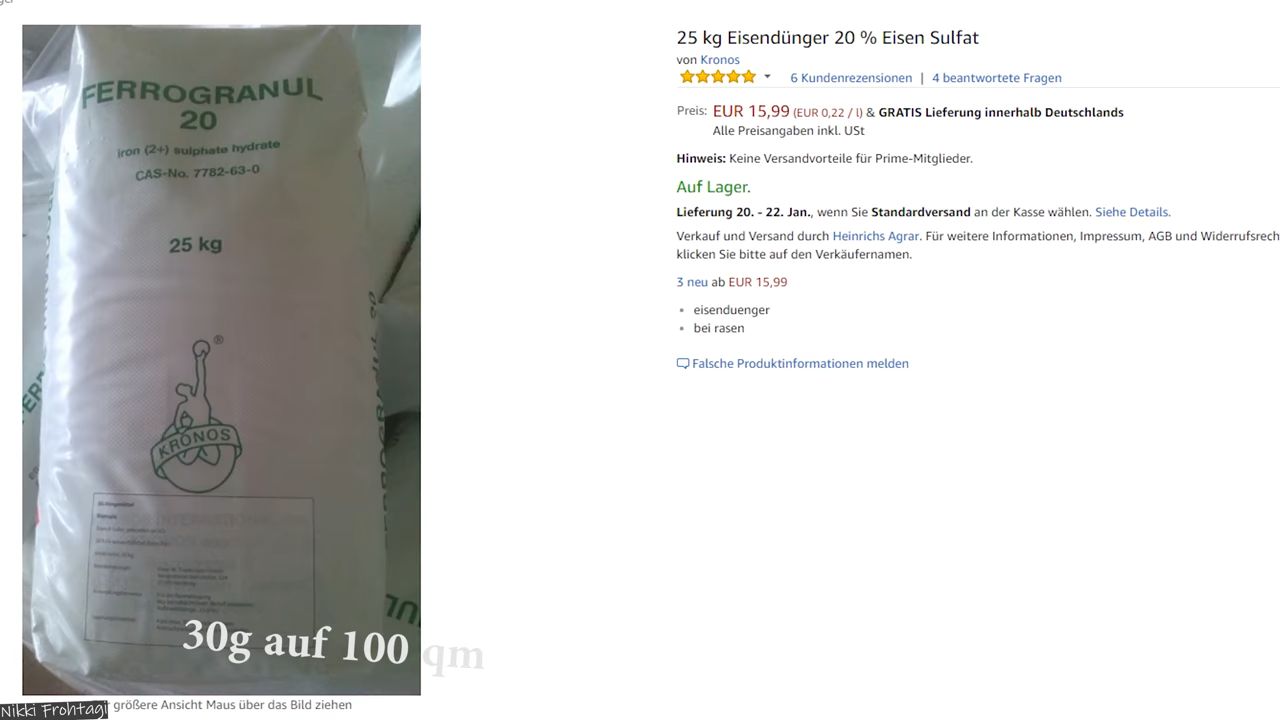 ger
FERROGRANUL
20
iron (2+) sulphate hydrate
CAS-No. 7782-63-0
25 kg
®
KRONOS
30g auf 100 qm
Nikki Frohtagi
größere Ansicht Maus über das Bild ziehen
25 kg Eisendünger 20 % Eisen Sulfat
von Kronos
6 Kundenrezensionen | 4 beantwortete Fragen
Preis: EUR 15,99 (EUR 0,22 / l) & GRATIS Lieferung innerhalb Deutschlands
Alle Preisangaben inkl. USt
Hinweis: Keine Versandvorteile für Prime-Mitglieder.
Auf Lager.
Lieferung 20. - 22. Jan., wenn Sie Standardversand an der Kasse wählen. Siehe Details.
Verkauf und Versand durch Heinrichs Agrar. Für weitere Informationen, Impressum, AGB und Widerrufsrech
klicken Sie bitte auf den Verkäufernamen.
3 neu ab EUR 15,99
eisenduenger
bei rasen
Falsche Produktinformationen melden